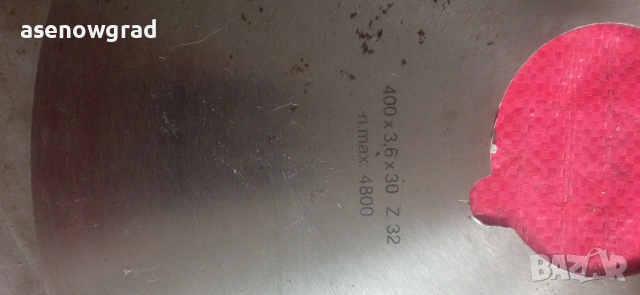 asenowgrad
400 x 3,6 x 30 Z 32
n.max. 4800
BAZAR